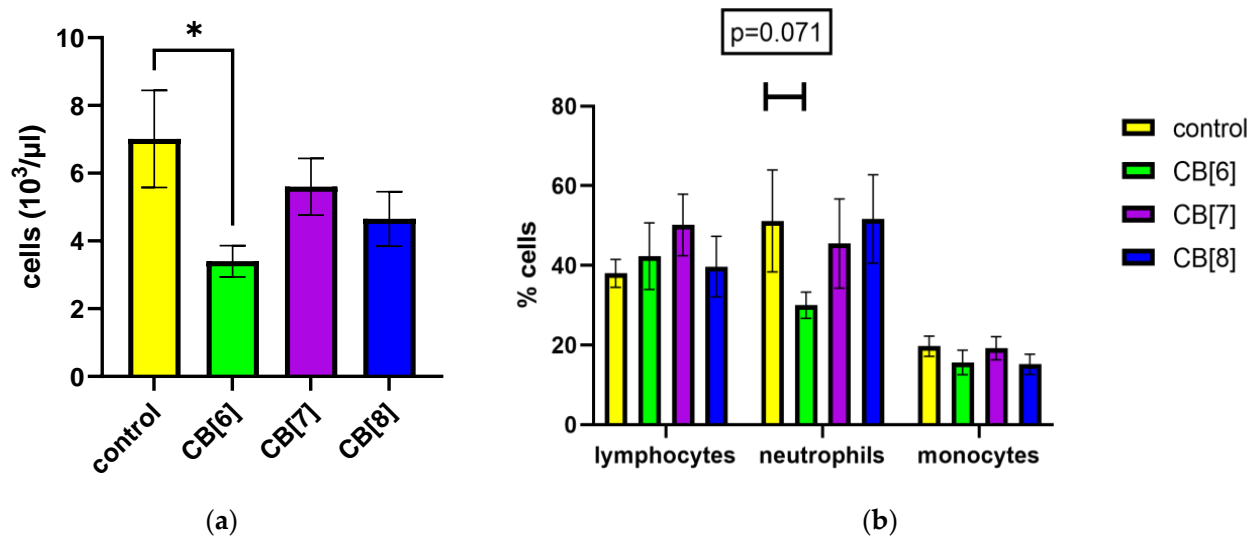 *
cells (10³/µl)
10
8
6
4
2
0
control
CB[6]
CB[7]
CB[8]
(a)
p=0.071
% cells
80
60
40
20
0
lymphocytes
neutrophils
monocytes
control
CB[6]
CB[7]
CB[8]
(b)